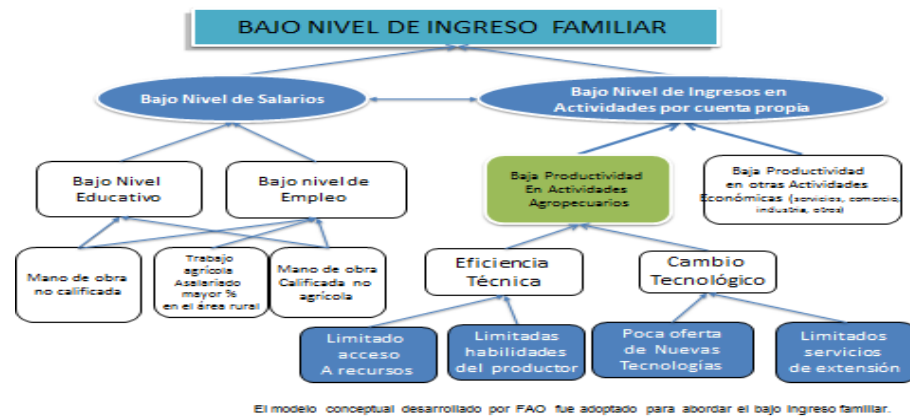 BAJO NIVEL DE INGRESO FAMILIAR
Bajo Nivel de Salarios
Bajo Nivel de Ingresos en
Actividades por cuenta propia
Bajo Nivel
Educativo
Bajo nivel de
Empleo
Baja Productividad
En Actividades
Agropecuarios
Baja Productividad
en otras Actividades
Económicas (servicios, comercio,
industria, otros)
Mano de obra
no calificada
Trabajo
agrícola
Asalariado
mayor %
en el área rural
Mano de obra
Calificada no
agrícola
Eficiencia
Técnica
Cambio
Tecnológico
Limitado
acceso
A recursos
Limitadas
habilidades
del productor
Poca oferta
de Nuevas
Tecnologías
Limitados
servicios
de extensión
El modelo conceptual desarrollado por FAO fue adoptado para abordar el bajo ingreso familiar.